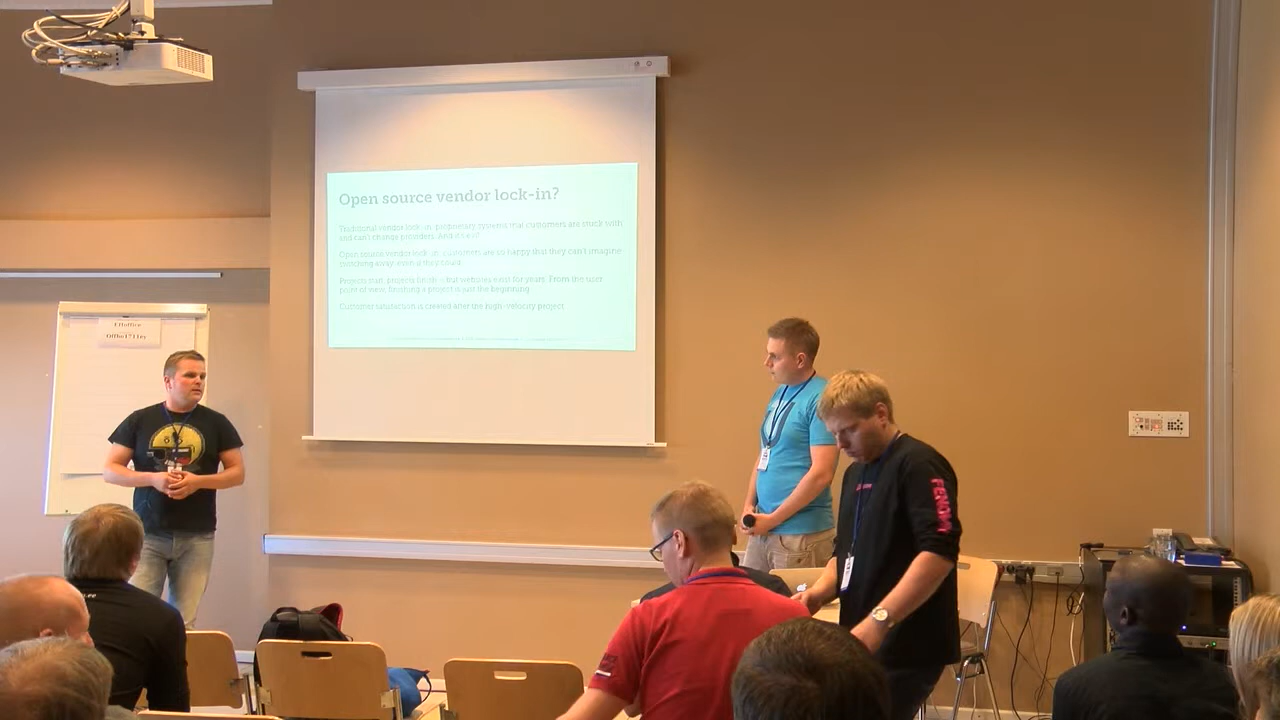 Open source vendor lock-in?
Traditional vendor lock-in: proprietary systems that customers are stuck with
and can't change providers. And it's
Open source vendor lock-in: customers are so happy that they can't imagine
switching away even if they could
Projects start, projects finish - but websites exist for years. From the user
point of view, finishing a project is just the beginning
Customer satisfaction is created after the high-velocity project